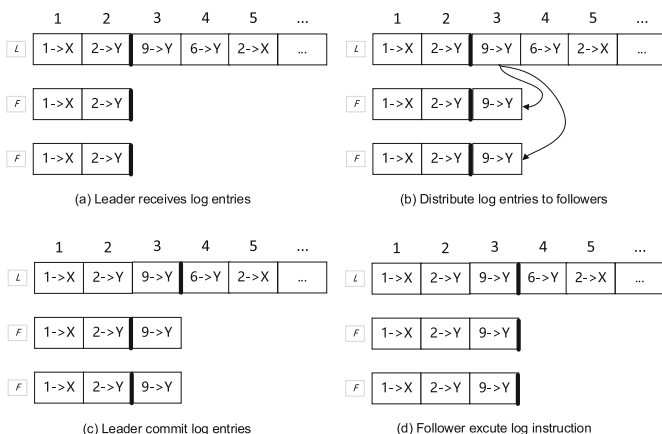 1 2 3 4 5 ...
L 1->X 2->Y 9->Y 6->Y 2->X ...
F 1->X 2->Y
F 1->X 2->Y
(a) Leader receives log entries
1 2 3 4 5 ...
L 1->X 2->Y 9->Y 6->Y 2->X ...
F 1->X 2->Y 9->Y
F 1->X 2->Y 9->Y
(b) Distribute log entries to followers
1 2 3 4 5 ...
L 1->X 2->Y 9->Y 6->Y 2->X ...
F 1->X 2->Y 9->Y
F 1->X 2->Y 9->Y
(c) Leader commit log entries
1 2 3 4 5 ...
L 1->X 2->Y 9->Y 6->Y 2->X ...
F 1->X 2->Y 9->Y
F 1->X 2->Y 9->Y
(d) Follower excute log instruction